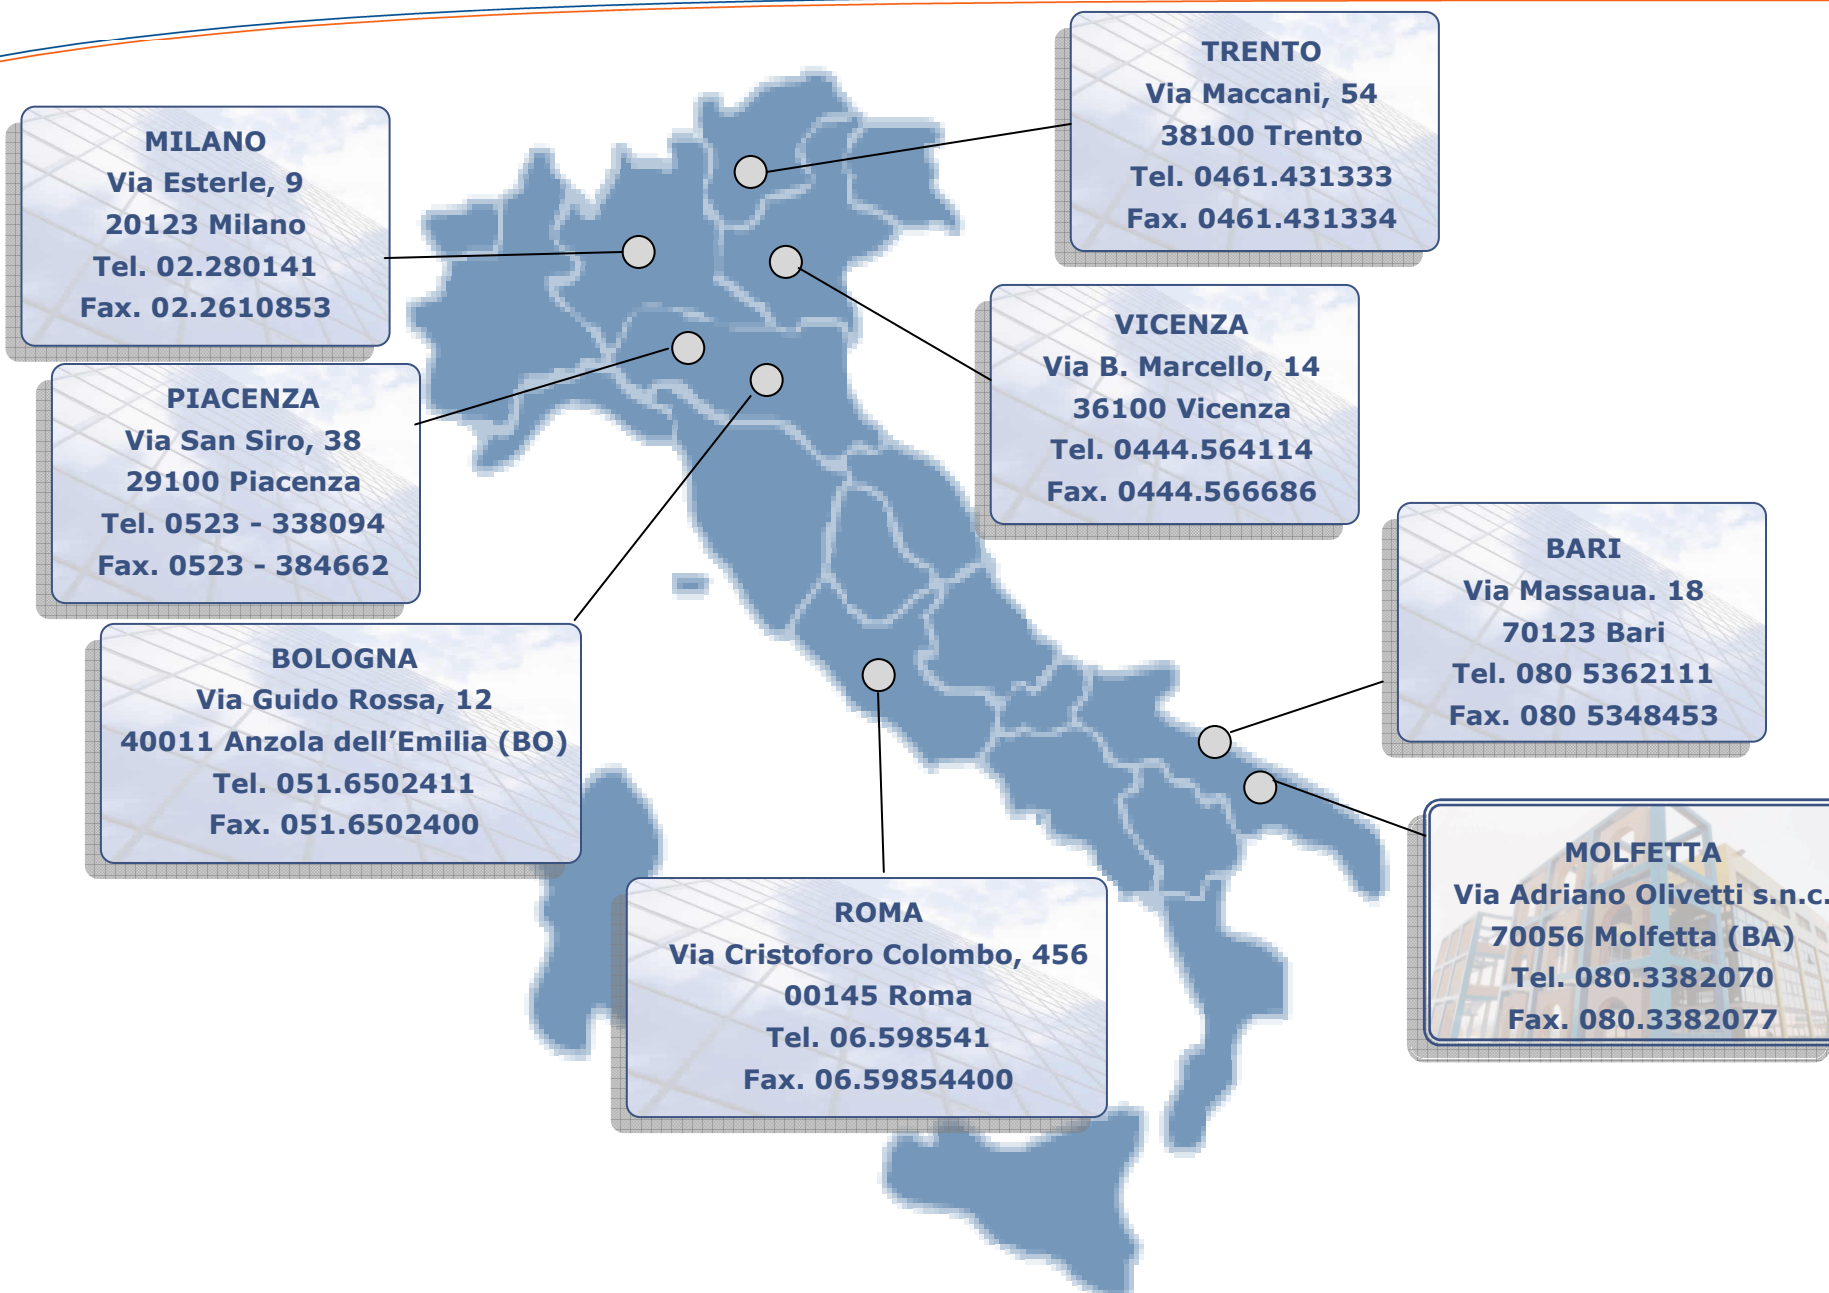 TRENTO
Via Maccani, 54
38100 Trento
Tel. 0461.431333
Fax. 0461.431334
MILANO
Via Esterle, 9
20123 Milano
Tel. 02.280141
Fax. 02.2610853
VICENZA
Via B. Marcello, 14
36100 Vicenza
Tel. 0444.564114
Fax. 0444.566686
PIACENZA
Via San Siro, 38
29100 Piacenza
Tel. 0523 - 338094
Fax. 0523 - 384662
BARI
Via Massaua. 18
70123 Bari
Tel. 080 5362111
Fax. 080 5348453
BOLOGNA
Via Guido Rossa, 12
40011 Anzola dell’Emilia (BO)
Tel. 051.6502411
Fax. 051.6502400
MOLFETTA
Via Adriano Olivetti s.n.c.
70056 Molfetta (BA)
Tel. 080.3382070
Fax. 080.3382077
ROMA
Via Cristoforo Colombo, 456
00145 Roma
Tel. 06.598541
Fax. 06.59854400